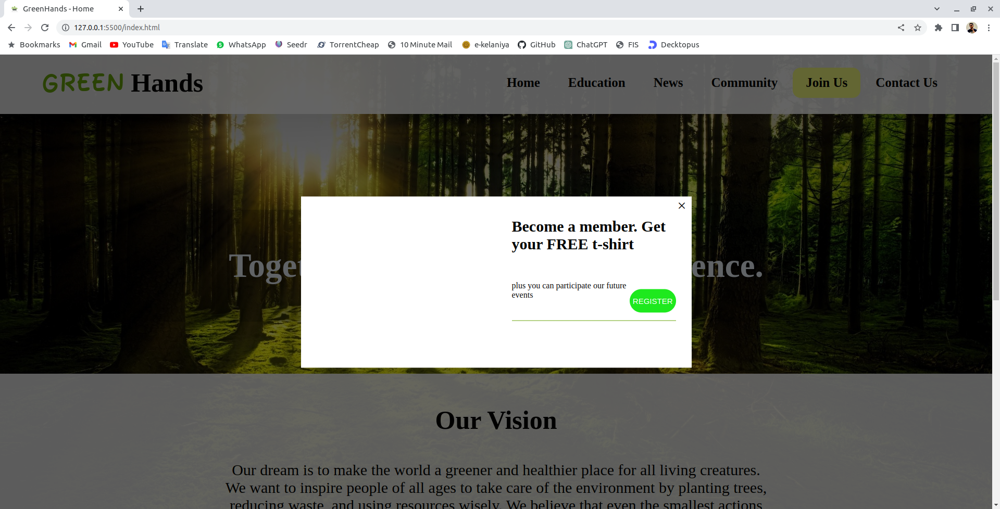 GreenHands - Home
127.0.0.1:5500/index.html
Bookmarks Gmail YouTube Translate WhatsApp Seedr TorrentCheap 10 Minute Mail e-kelaniya GitHub ChatGPT FIS Decktopus
GREEN Hands Home Education News Community Join Us Contact Us
Become a member. Get
your FREE t-shirt
plus you can participate our future
events
REGISTER
Our Vision
Our dream is to make the world a greener and healthier place for all living creatures.
We want to inspire people of all ages to take care of the environment by planting trees,
reducing waste, and using resources wisely. We believe that even the smallest actions